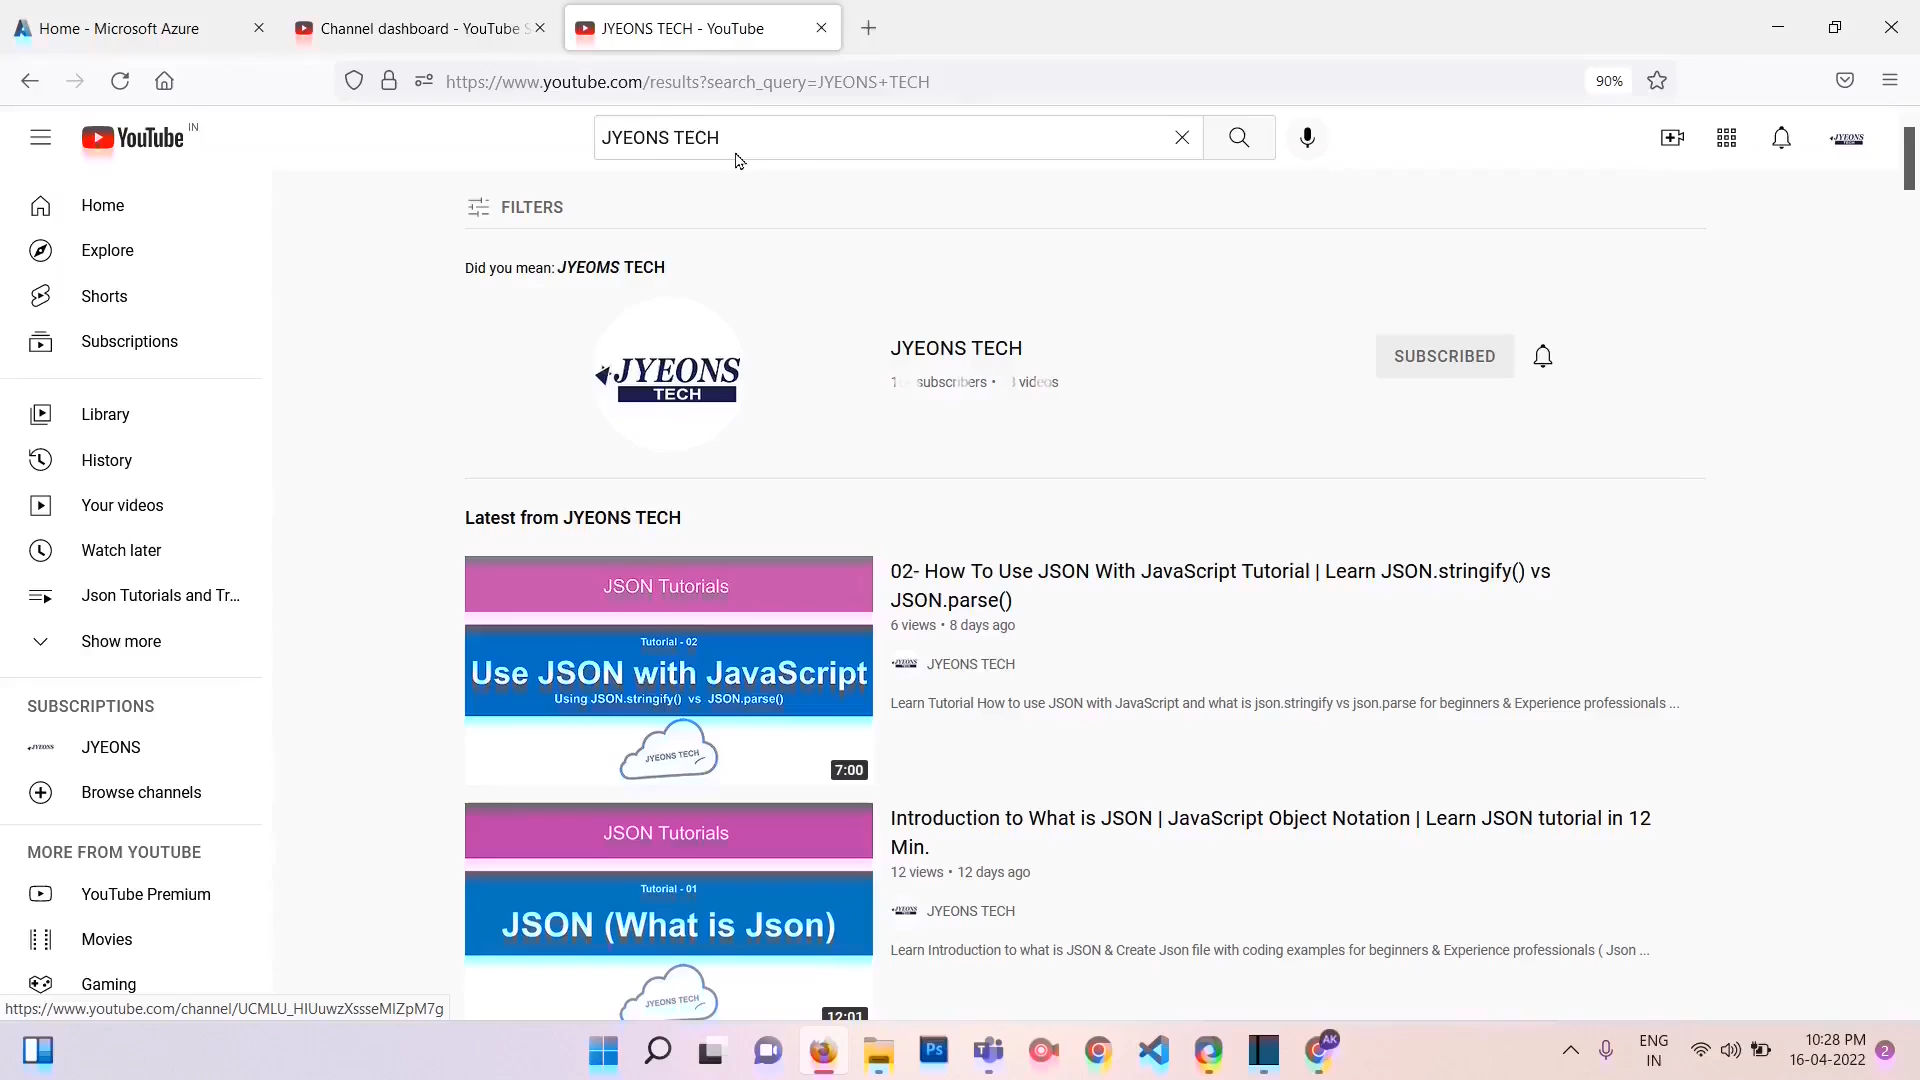 Home - Microsoft Azure
Channel dashboard - YouTube S
JYEONS TECH - YouTube
https://www.youtube.com/results?search_query=JYEONS+TECH
90%
YouTube IN
JYEONS TECH
JYEONS
Home
Explore
Shorts
Subscriptions
Library
History
Your videos
Watch later
Json Tutorials and Tr...
Show more
SUBSCRIPTIONS
JYEONS
JYEONS
Browse channels
MORE FROM YOUTUBE
YouTube Premium
Movies
Gaming
https://www.youtube.com/channel/UCMLU_HIUuwzXssseMIZpM7g
FILTERS
Did you mean: JYEOMS TECH
JYEONS
TECH
JYEONS TECH
subscribers • videos
SUBSCRIBED
Latest from JYEONS TECH
JSON Tutorials
Tutorial - 02
Use JSON with JavaScript
Using JSON.stringify() vs JSON.parse()
JYEONS TECH
7:00
02- How To Use JSON With JavaScript Tutorial | Learn JSON.stringify() vs
JSON.parse()
6 views • 8 days ago
JYEONS
JYEONS TECH
Learn Tutorial How to use JSON with JavaScript and what is json.stringify vs json.parse for beginners & Experience professionals ...
JSON Tutorials
Tutorial - 01
JSON (What is Json)
JYEONS TECH
12:01
Introduction to What is JSON | JavaScript Object Notation | Learn JSON tutorial in 12
Min.
12 views • 12 days ago
JYEONS
JYEONS TECH
Learn Introduction to what is JSON & Create Json file with coding examples for beginners & Experience professionals ( Json ...
Ps
AK
ENG
IN
10:28 PM
16-04-2022
2